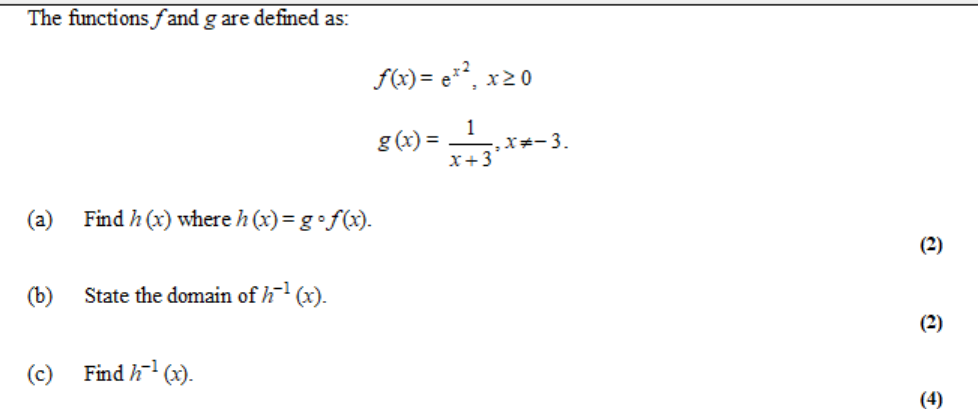 The functions f and g are defined as:
f(x) = e^{x^2}, x ≥ 0
g (x) = \frac{1}{x + 3}, x ≠ – 3.
(a) Find h (x) where h (x) = g ∘ f(x).
(2)
(b) State the domain of h^{–1} (x).
(2)
(c) Find h^{–1} (x).
(4)